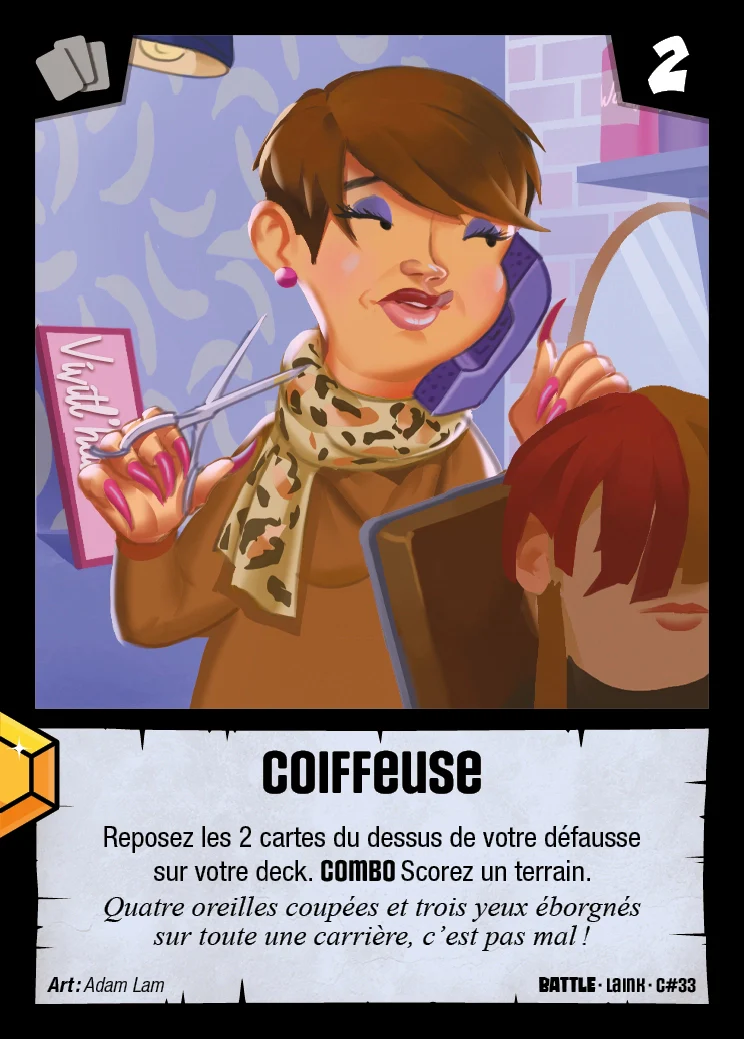 2
Vivitl'h
COIFFEUSE
Reposez les 2 cartes du dessus de votre défausse
sur votre deck. COMBO Scorez un terrain.
Quatre oreilles coupées et trois yeux éborgnés
sur toute une carrière, c'est pas mal !
Art : Adam Lam
BATTLE · LainK · C#33